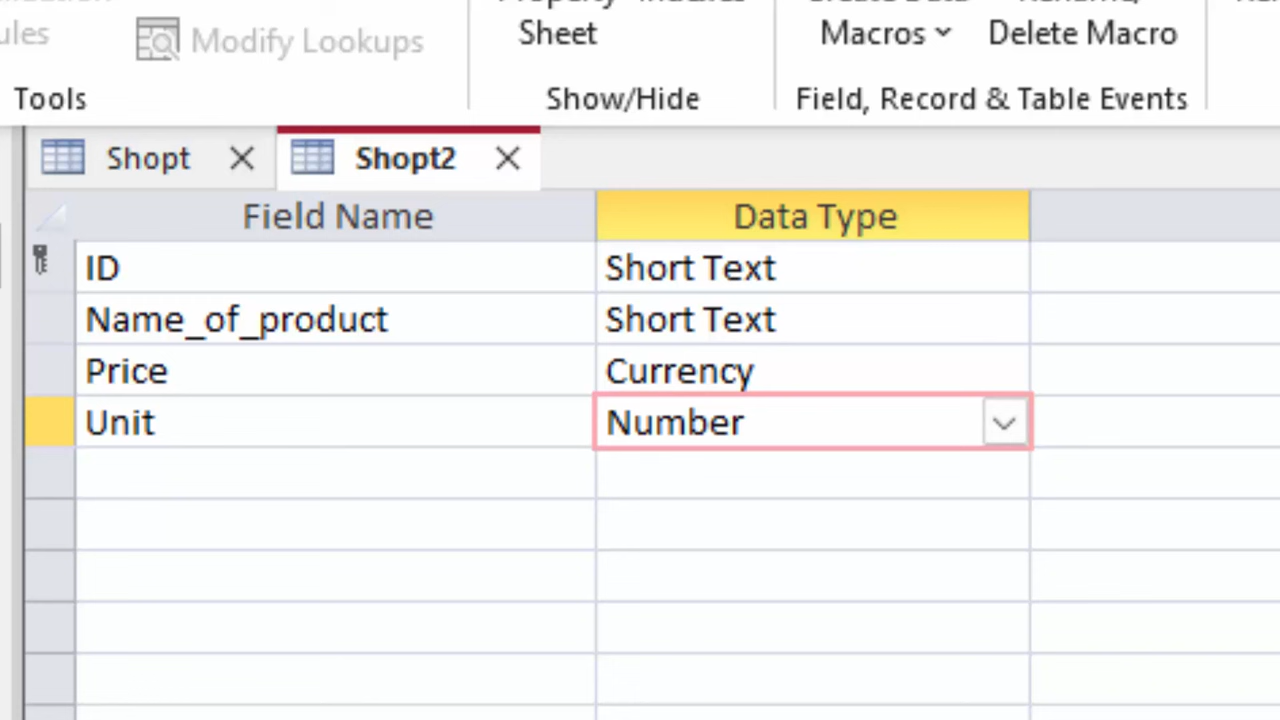 Sheet
Macros
Delete Macro
Modify Lookups
Tools
Show/Hide
Field, Record & Table Events
Shopt
Shopt2
Field Name
Data Type
ID
Short Text
Name_of_product
Short Text
Price
Currency
Unit
Number